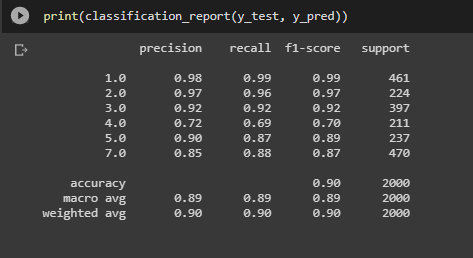 print(classification_report(y_test, y_pred))
precision recall f1-score support
1.0 0.98 0.99 0.99 461
2.0 0.97 0.96 0.97 224
3.0 0.92 0.92 0.92 397
4.0 0.72 0.69 0.70 211
5.0 0.90 0.87 0.89 237
7.0 0.85 0.88 0.87 470
accuracy 0.90 2000
macro avg 0.89 0.89 0.89 2000
weighted avg 0.90 0.90 0.90 2000